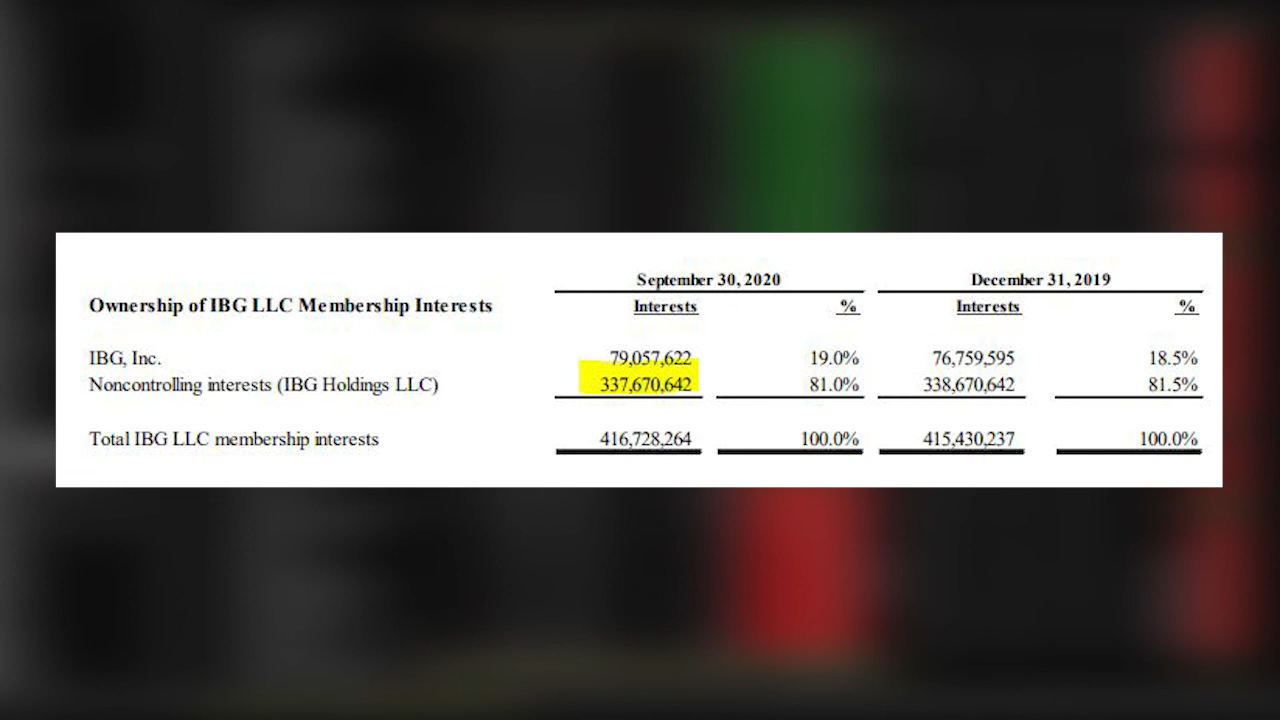 September 30, 2020 December 31, 2019
Ownership of IBG LLC Membership Interests Interests % Interests %
IBG, Inc. 79,057,622 19.0% 76,759,595 18.5%
Noncontrolling interests (IBG Holdings LLC) 337,670,642 81.0% 338,670,642 81.5%
Total IBG LLC membership interests 416,728,264 100.0% 415,430,237 100.0%